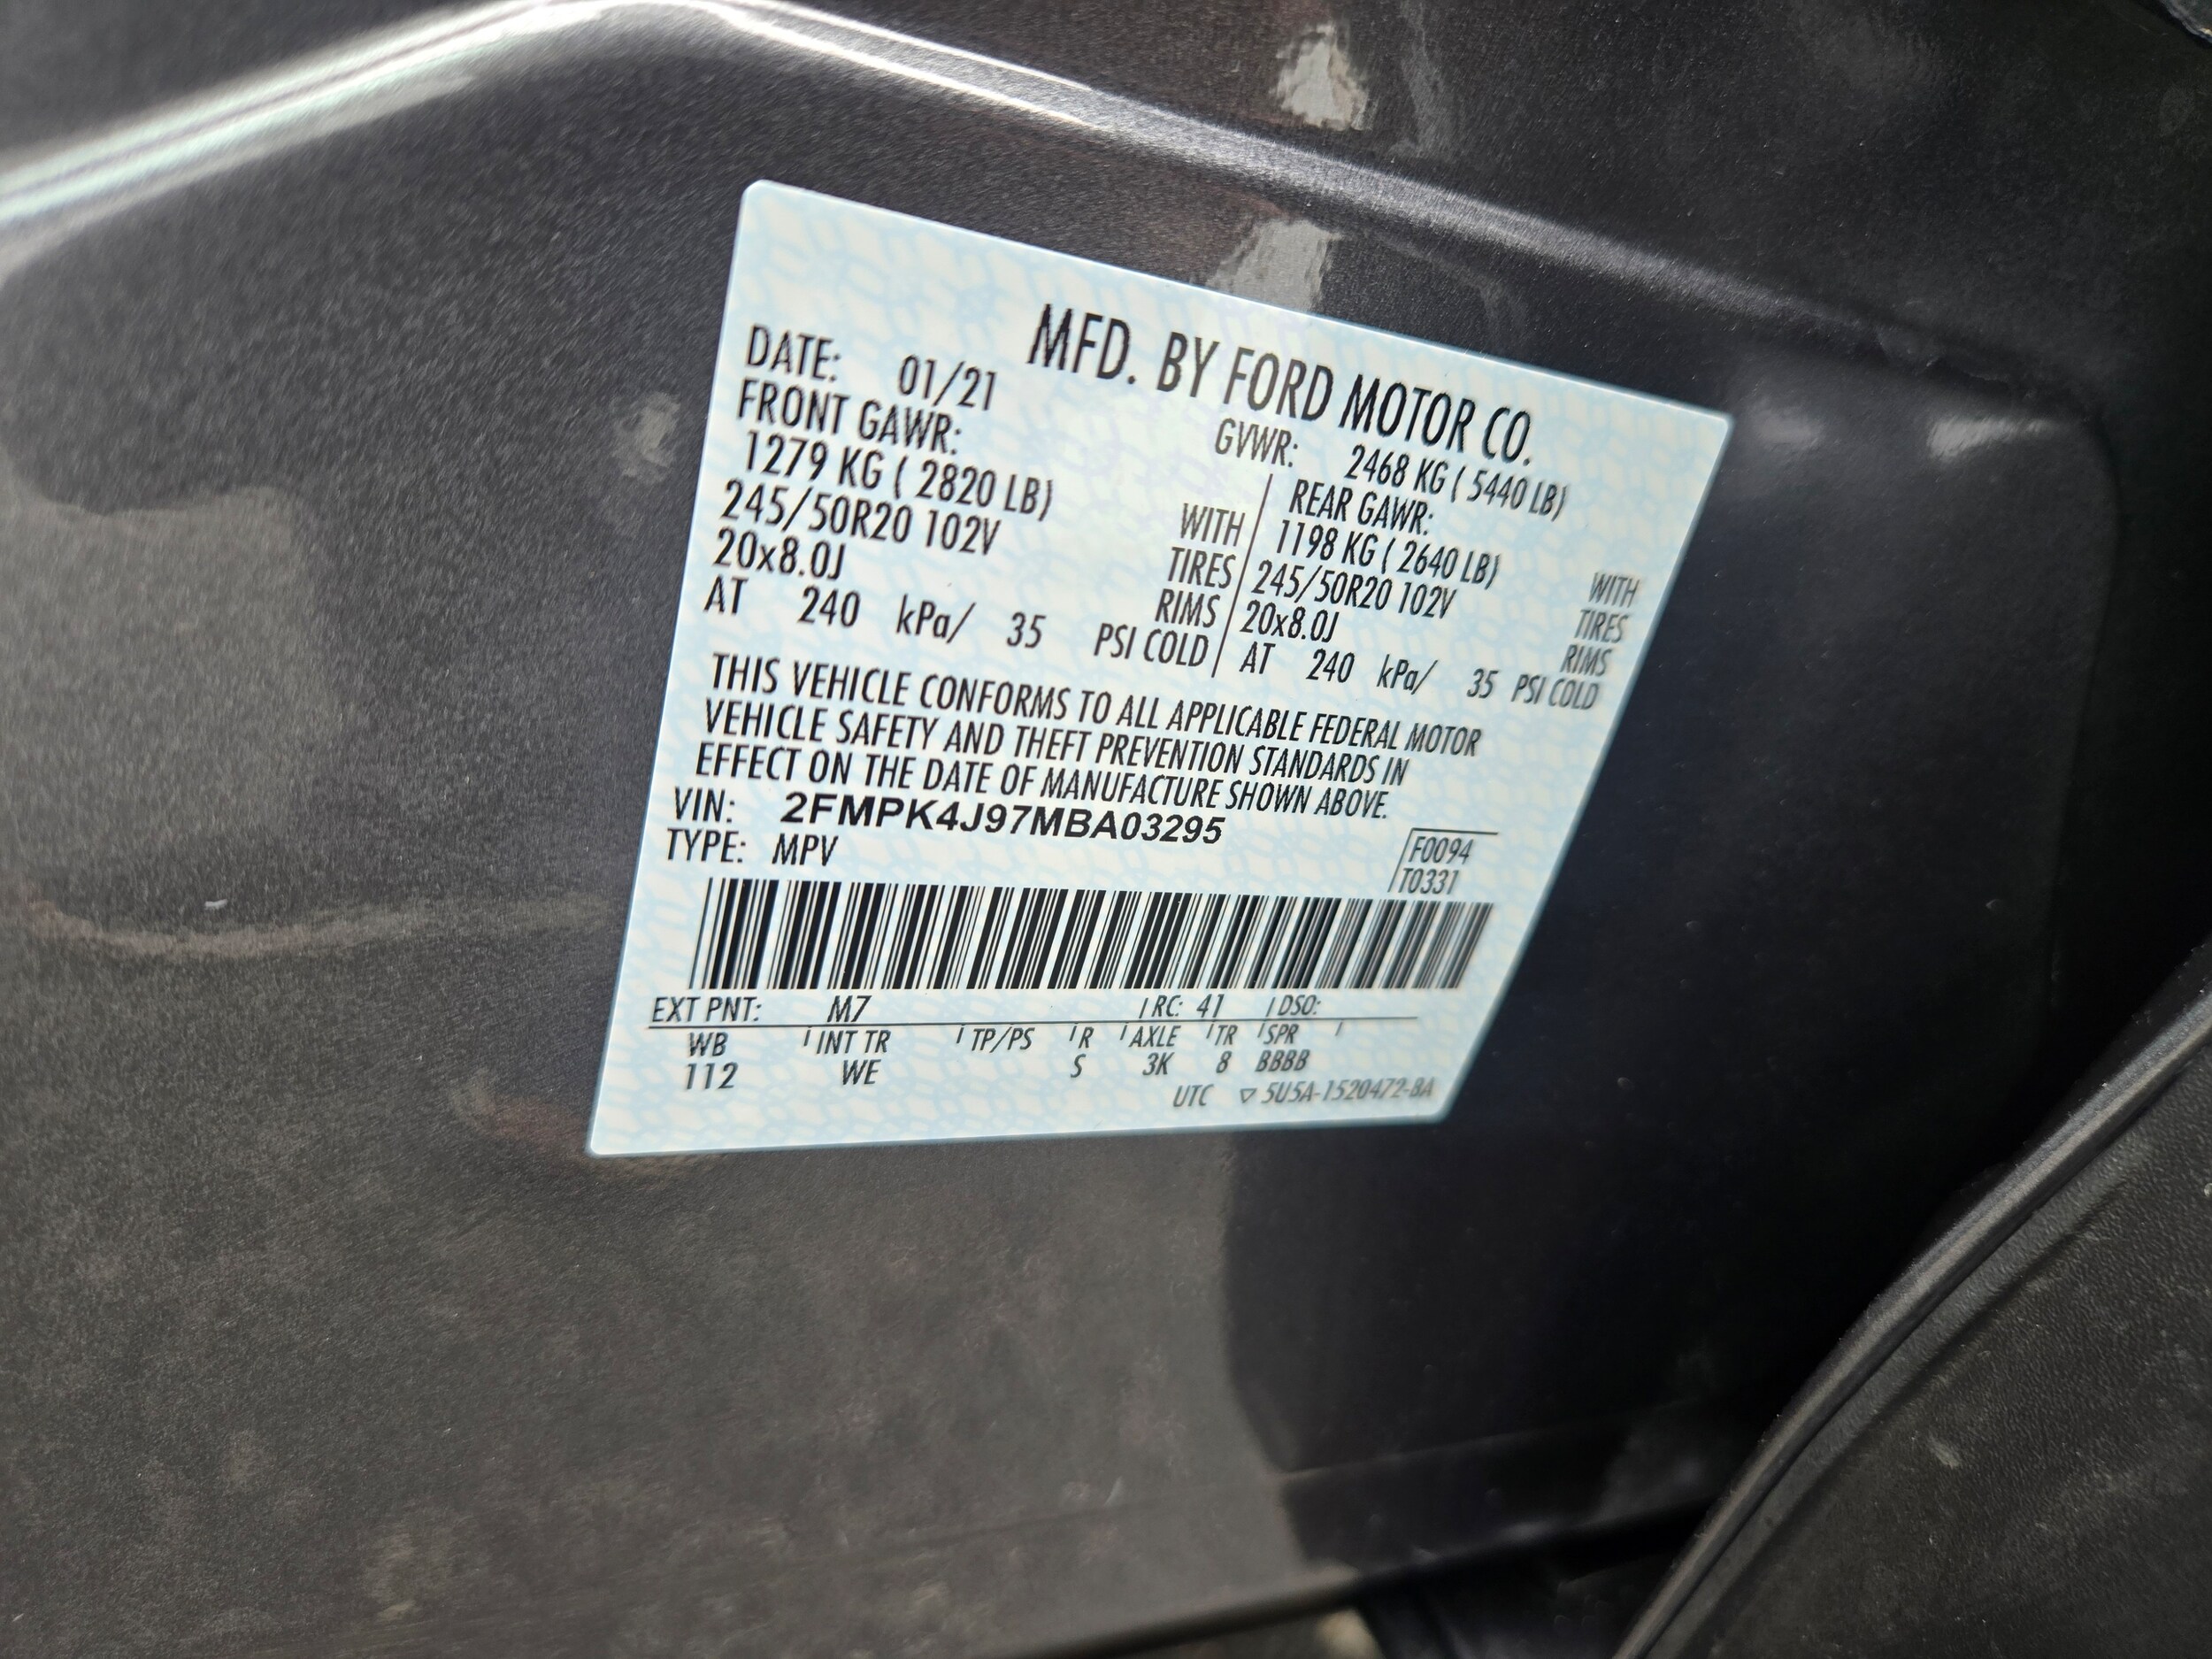 MFD. BY FORD MOTOR CO.
DATE: 01/21 GVWR: 2468 KG ( 5440 LB)
FRONT GAWR: REAR GAWR:
1279 KG ( 2820 LB) WITH 1198 KG ( 2640 LB) WITH
245/50R20 102V TIRES 245/50R20 102V TIRES
20x8.0J RIMS 20x8.0J RIMS
AT 240 kPa/ 35 PSI COLD AT 240 kPa/ 35 PSI COLD
THIS VEHICLE CONFORMS TO ALL APPLICABLE FEDERAL MOTOR
VEHICLE SAFETY AND THEFT PREVENTION STANDARDS IN
EFFECT ON THE DATE OF MANUFACTURE SHOWN ABOVE.
VIN: 2FMPK4J97MBA03295
TYPE: MPV
F0094
T0331
EXT PNT: M7 RC: 41 DSO:
WB INT TR TP/PS R AXLE TR SPR
112 WE S 3K 8 BBBB
UTC ▽ 5U5A-1520472-BA